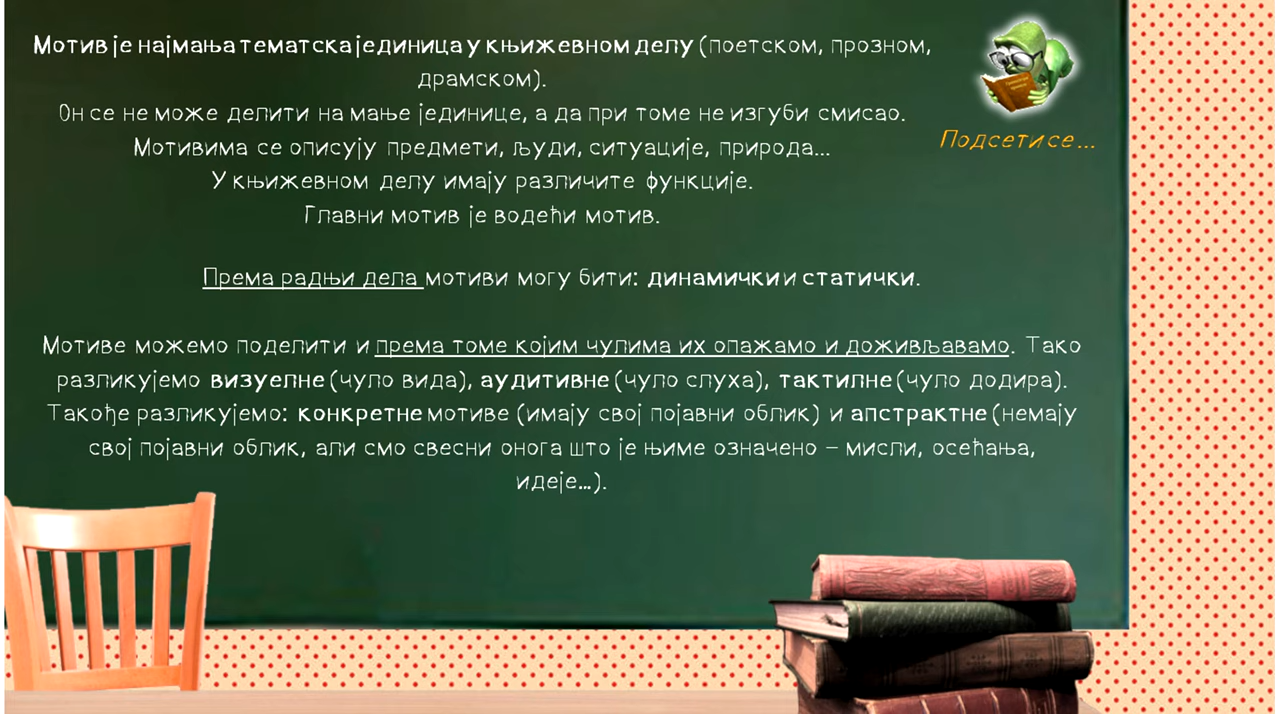 Мотив је најмања тематска јединица у књижевном делу (поетском, прозном,
драмском).
Он се не може делити на мање јединице, а да при томе не изгуби смисао.
Подсети се...
Мотивима се описују предмети, људи, ситуације, природа...
У књижевном делу имају различите функције.
Главни мотив је водећи мотив.
Према радњи дела мотиви могу бити: динамички и статички.
Мотиве можемо поделити и према томе којим чулима их опажамо и доживљавамо. Тако
разликујемо визуелне (чуло вида), аудитивне (чуло слуха), тактилне (чуло додира).
Такође разликујемо: конкретне мотиве (имају свој појавни облик) и апстрактне (немају
свој појавни облик, али смо свесни онога што је њиме означено – мисли, осећања,
идеје...).